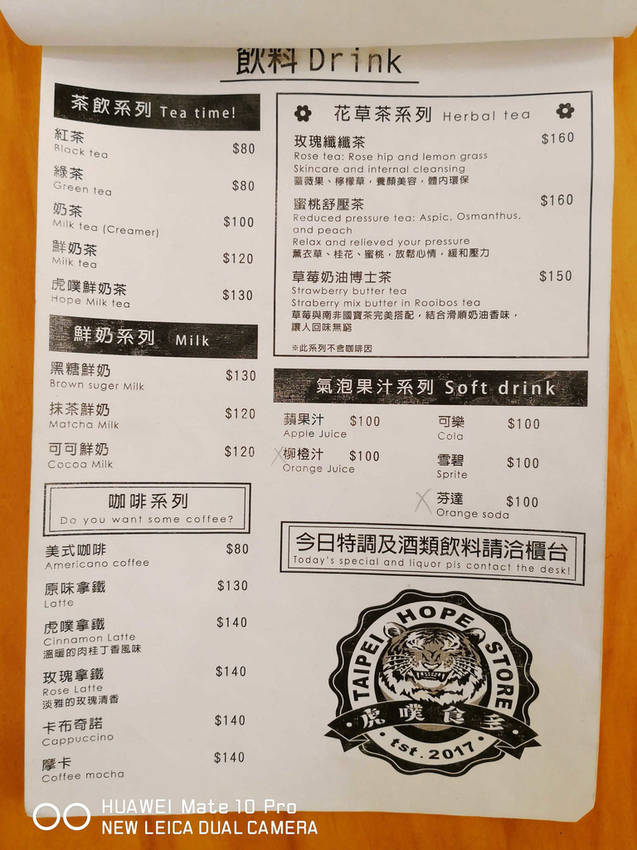 飲料 Drink
茶飲系列 Tea time!
紅茶
Black tea $80
綠茶
Green tea $80
奶茶
Milk tea (Creamer) $100
鮮奶茶
Milk tea $120
虎噗鮮奶茶
Hope Milk tea $130
鮮奶系列 Milk
黑糖鮮奶 $130
Brown suger Milk
抹茶鮮奶 $120
Matcha Milk
可可鮮奶 $120
Cocoa Milk
咖啡系列
Do you want some coffee?
美式咖啡 $80
Americano coffee
原味拿鐵 $130
Latte
虎噗拿鐵 $140
Cinnamon Latte
溫暖的肉桂丁香風味
玫瑰拿鐵 $140
Rose Latte
淡雅的玫瑰清香
卡布奇諾 $140
Cappuccino
摩卡 $140
Coffee mocha
花草茶系列 Herbal tea
玫瑰纖纖茶 $160
Rose tea: Rose hip and lemon grass
Skincare and internal cleansing
薔薇果、檸檬草，養顏美容，體內環保
蜜桃舒壓茶 $160
Reduced pressure tea: Aspic, Osmanthus,
and peach
Relax and relieved your pressure
薰衣草、桂花、蜜桃，放鬆心情，緩和壓力
草莓奶油博士茶 $150
Strawberry butter tea
Straberry mix butter in Rooibos tea
草莓與南非國寶茶完美搭配，結合滑順奶油香味，
讓人回味無窮
※此系列不含咖啡因
氣泡果汁系列 Soft drink
蘋果汁 $100
Apple Juice
柳橙汁 $100
Orange Juice
可樂 $100
Cola
雪碧 $100
Sprite
芬達 $100
Orange soda
今日特調及酒類飲料請洽櫃台
Today's special and liquor pls contact the desk!
TAIPEI HOPE STORE
虎噗食多
tst.2017
HUAWEI Mate 10 Pro
NEW LEICA DUAL CAMERA